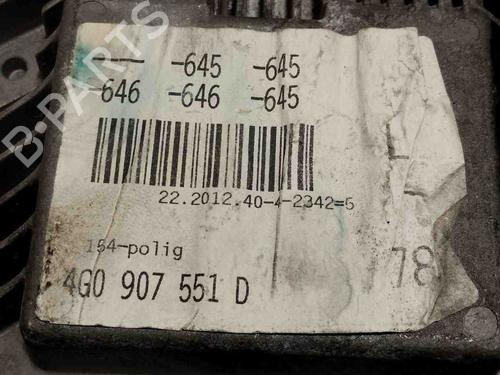 B-PARTS
— -645 -645
-646 -646 -645
22.2012.40-4-2342=5
154-polig
4G0 907 551 D
78